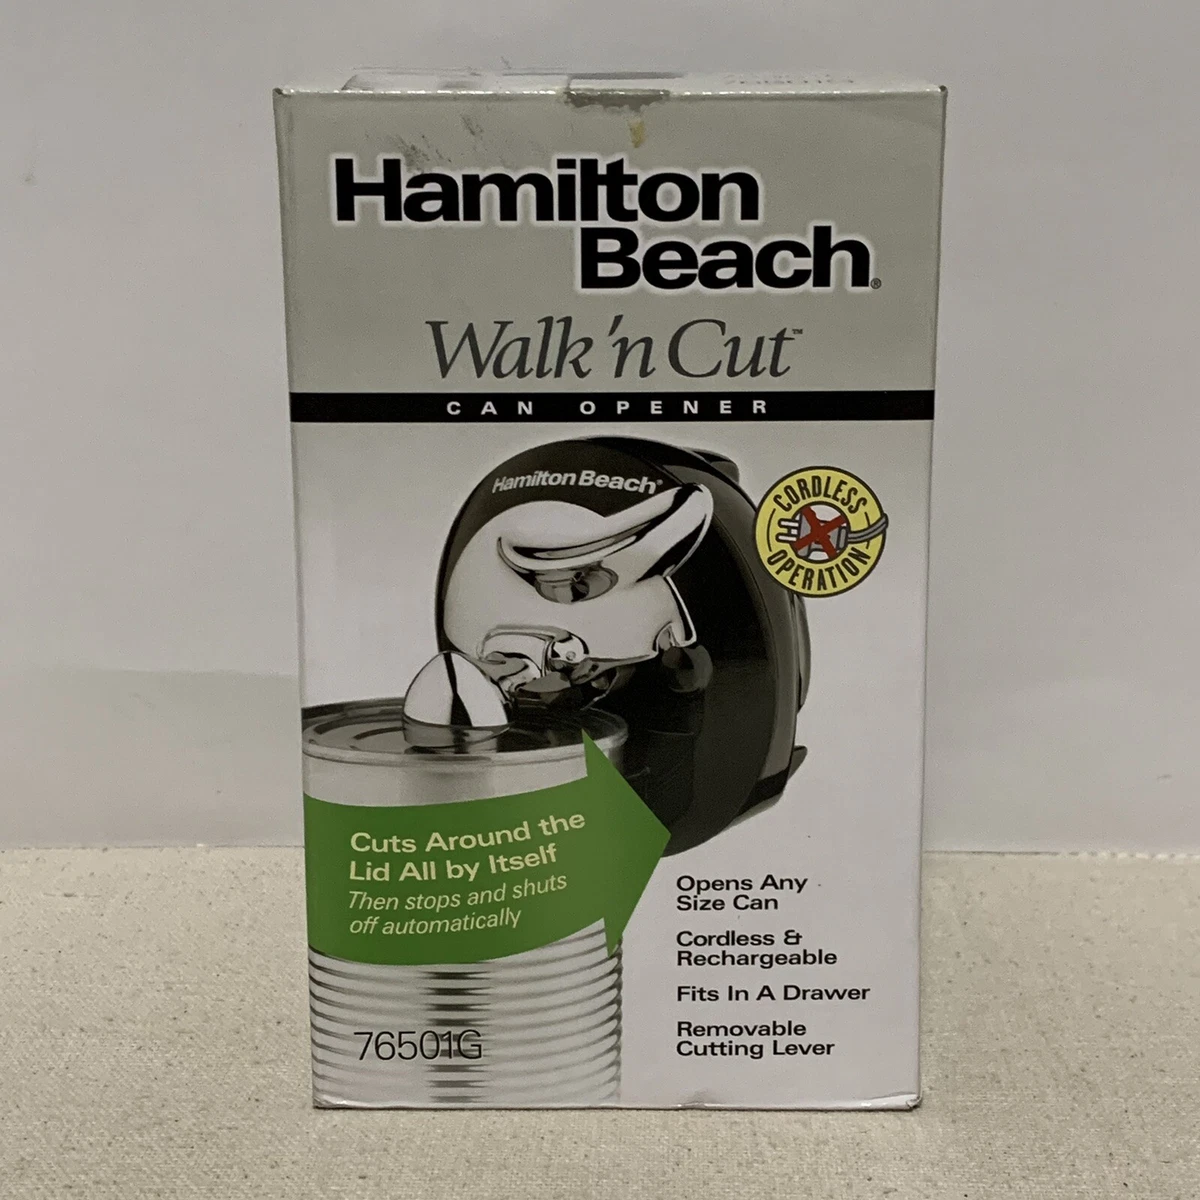 Hamilton
Beach®
Walk 'n Cut™
CAN OPENER
Hamilton Beach®
CORDLESS
OPERATION
Cuts Around the
Lid All by Itself
Then stops and shuts
off automatically
Opens Any
Size Can
Cordless &
Rechargeable
Fits In A Drawer
Removable
Cutting Lever
76501G